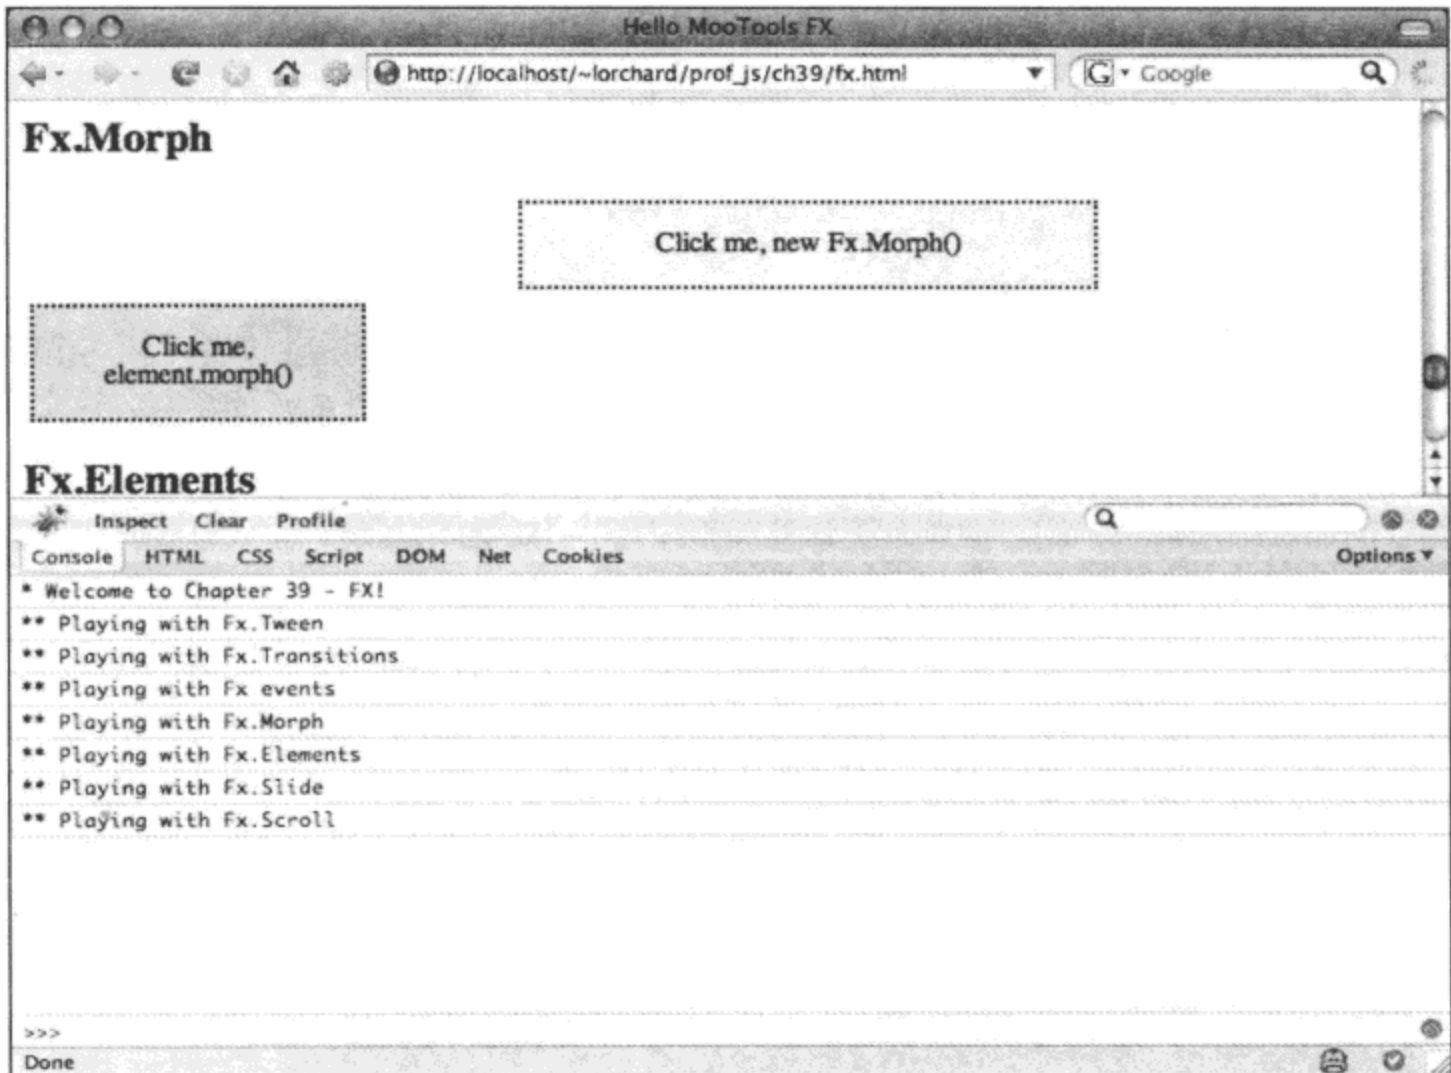 Hello MooTools FX
http://localhost/~lorchard/prof_js/ch39/fx.html
G Google
Fx.Morph
Click me, new Fx.Morph()
Click me,
element.morph()
Fx.Elements
Inspect Clear Profile
Console HTML CSS Script DOM Net Cookies Options
* Welcome to Chapter 39 - FX!
** Playing with Fx.Tween
** Playing with Fx.Transitions
** Playing with Fx events
** Playing with Fx.Morph
** Playing with Fx.Elements
** Playing with Fx.Slide
** Playing with Fx.Scroll
>>>
Done